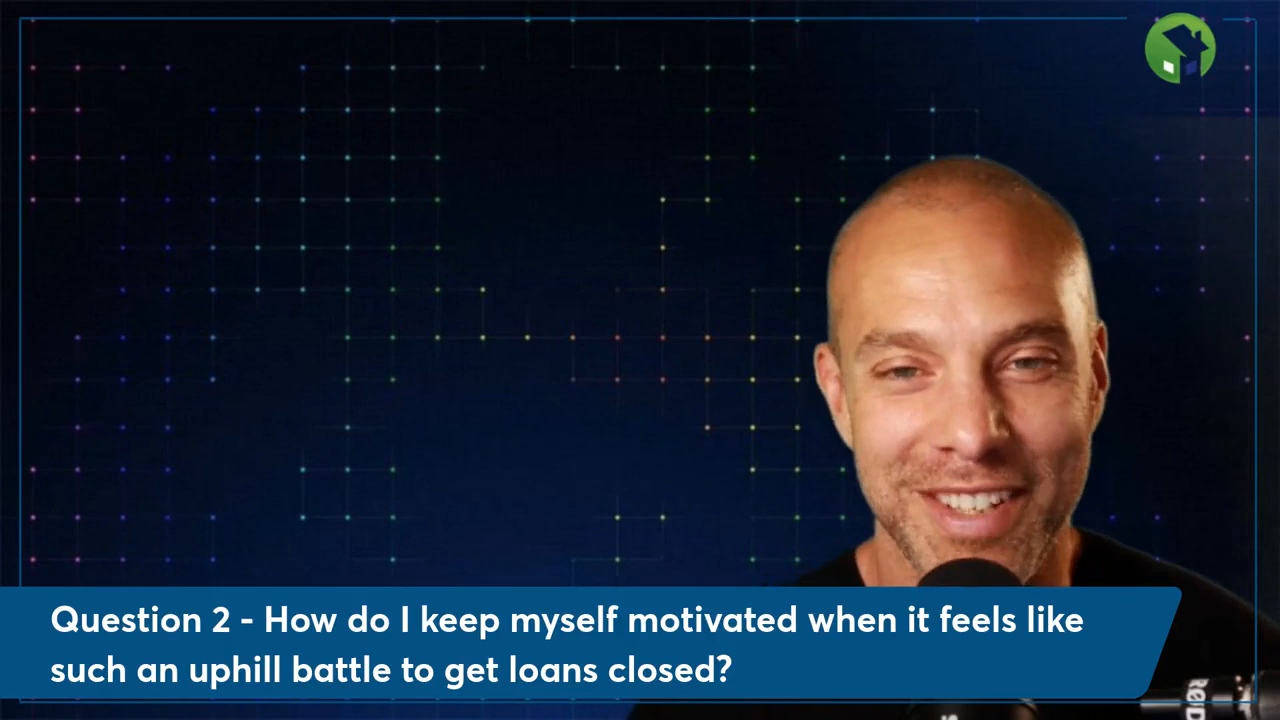 Question 2 - How do I keep myself motivated when it feels like
such an uphill battle to get loans closed?